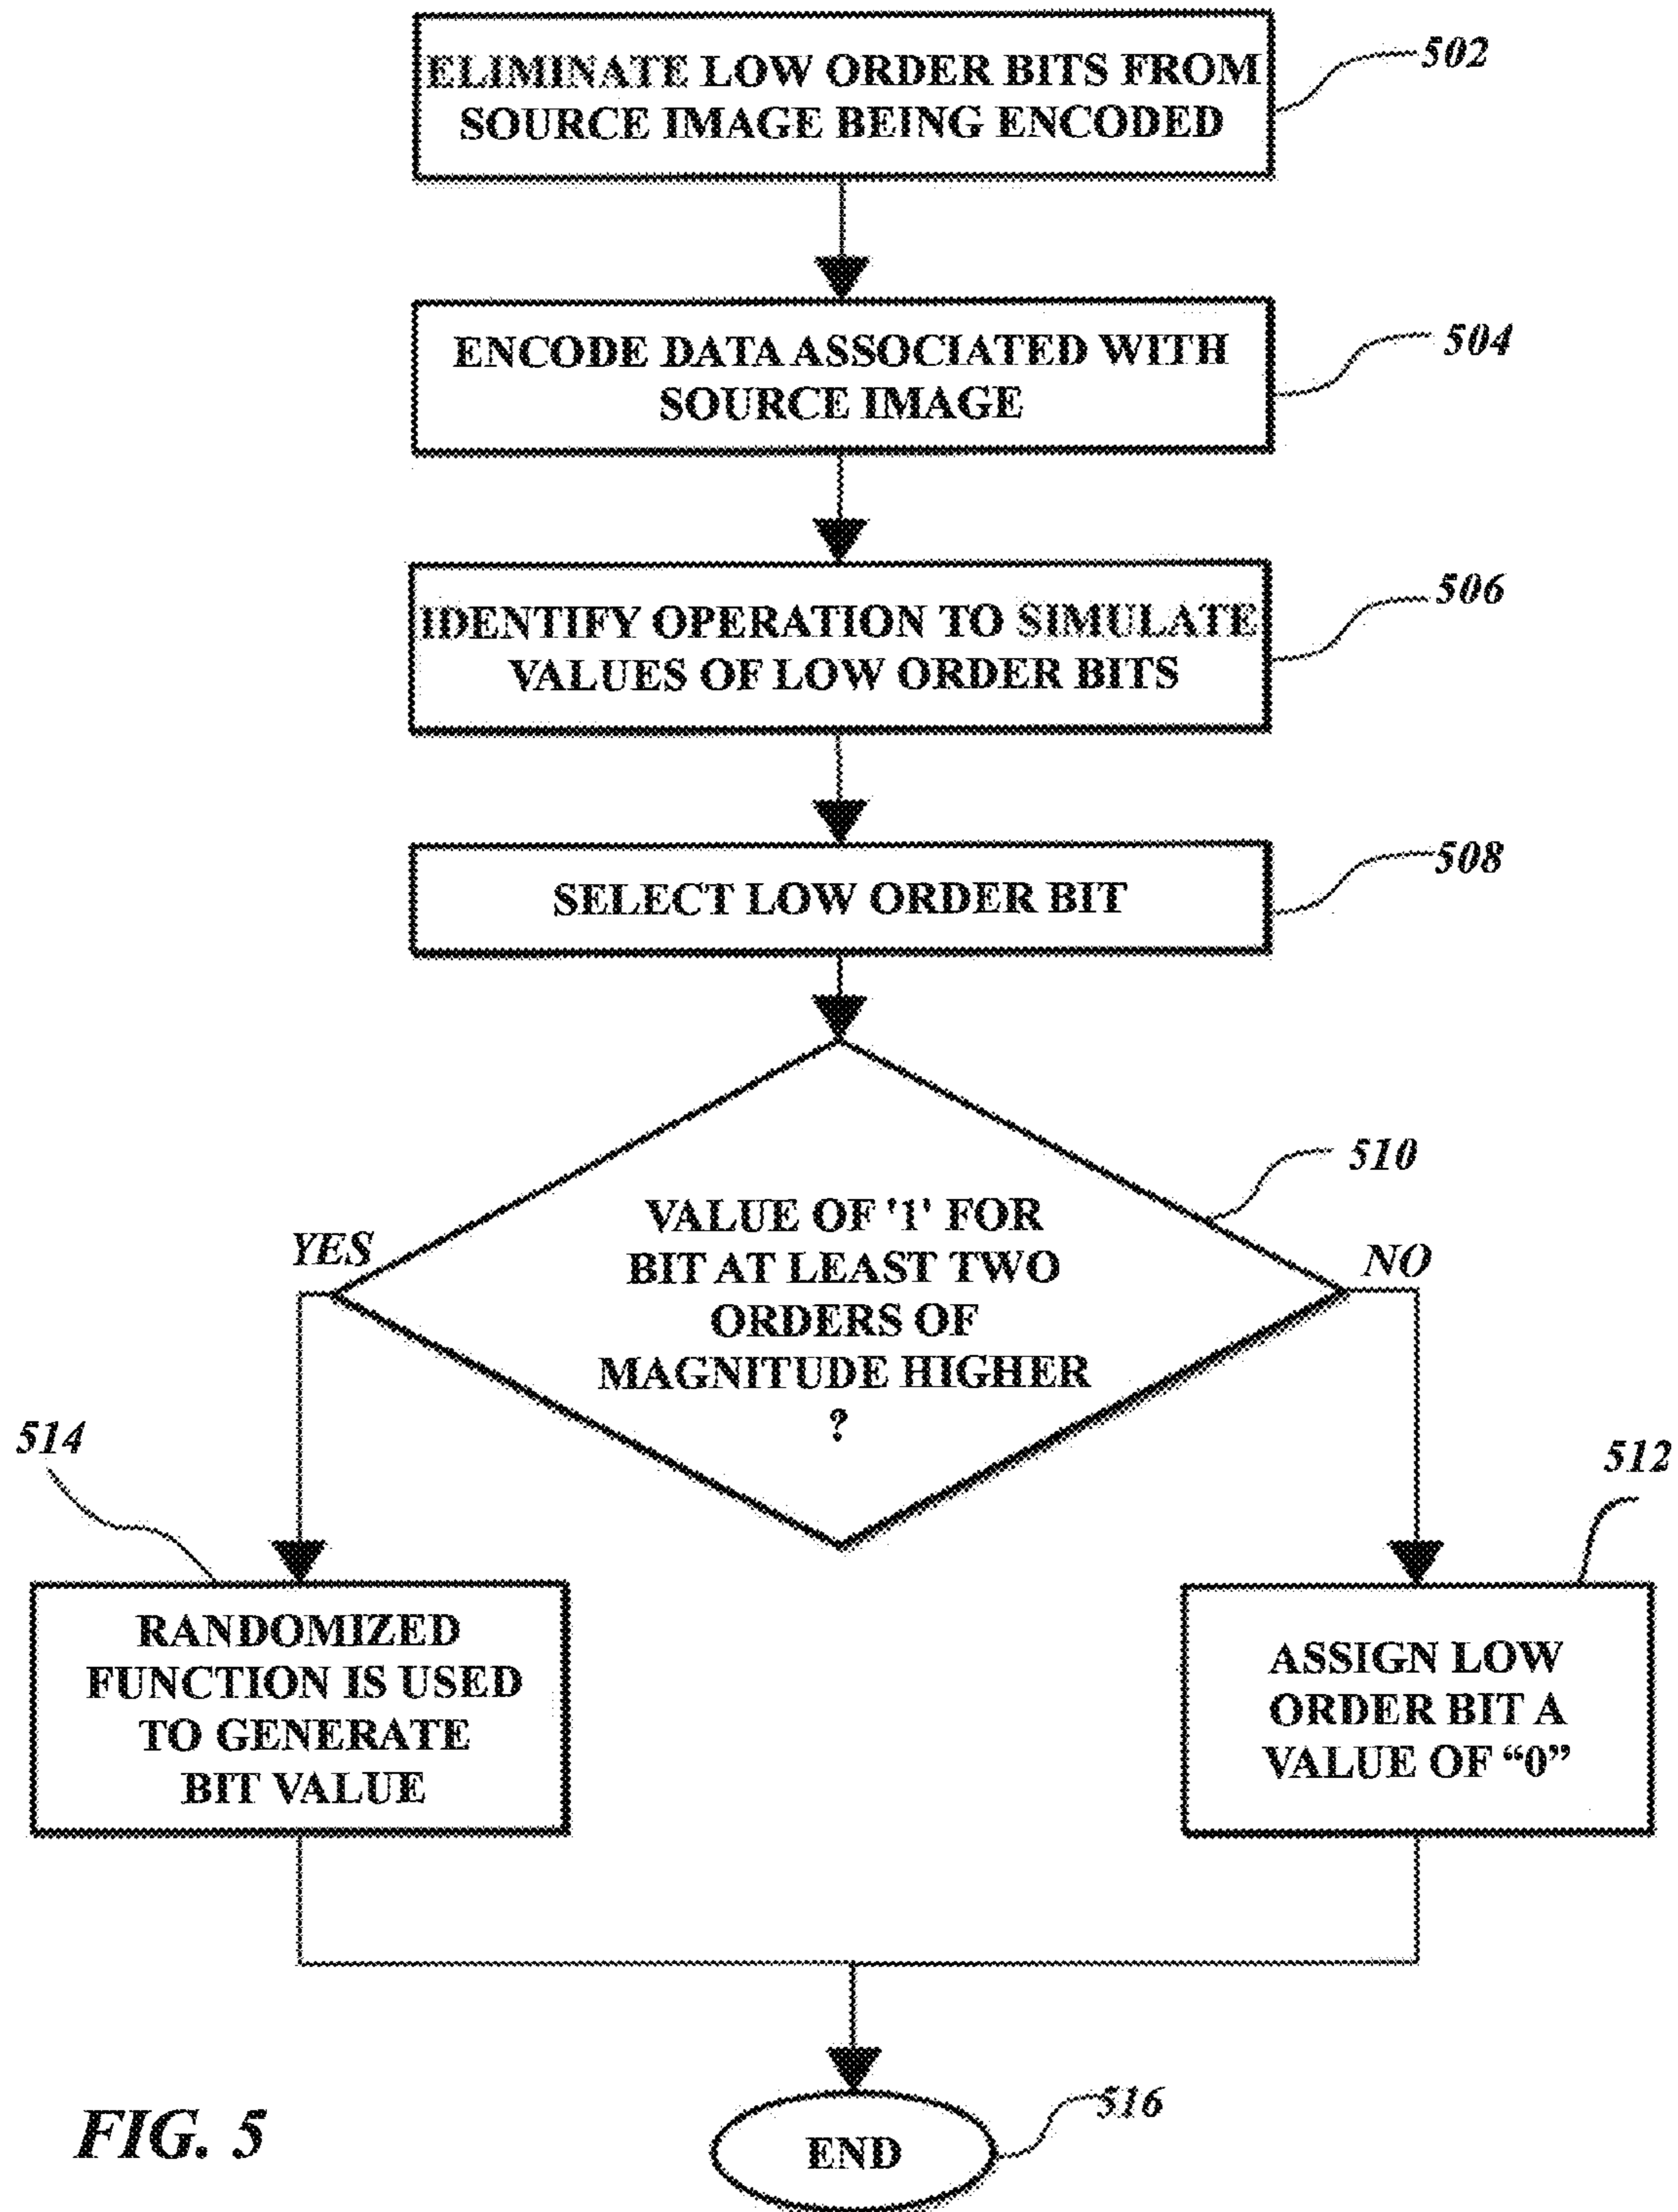 ELIMINATE LOW ORDER BITS FROM
SOURCE IMAGE BEING ENCODED
502
ENCODE DATA ASSOCIATED WITH
SOURCE IMAGE
504
IDENTIFY OPERATION TO SIMULATE
VALUES OF LOW ORDER BITS
506
SELECT LOW ORDER BIT
508
VALUE OF '1' FOR
BIT AT LEAST TWO
ORDERS OF
MAGNITUDE HIGHER
?
510
YES
NO
514
512
RANDOMIZED
FUNCTION IS USED
TO GENERATE
BIT VALUE
ASSIGN LOW
ORDER BIT A
VALUE OF “0”
END
516
FIG. 5